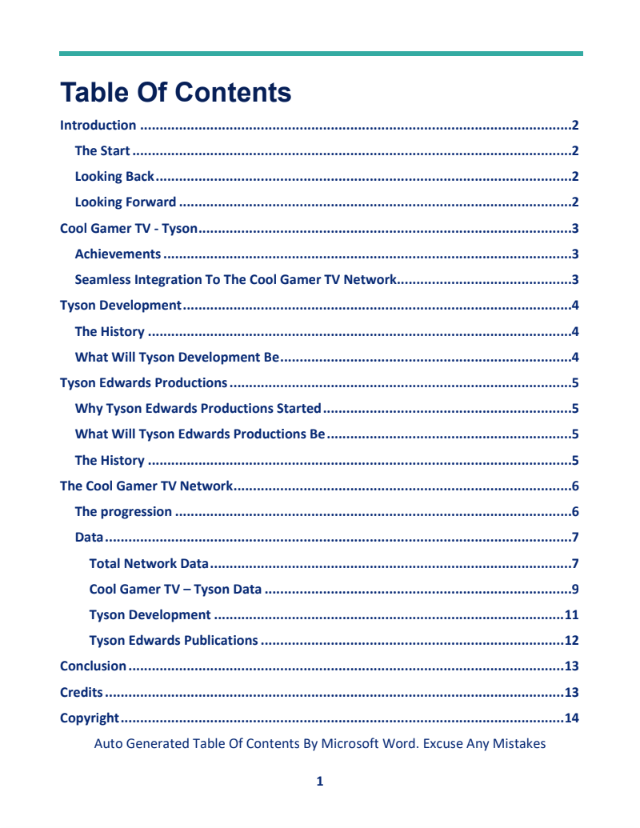 Table Of Contents
Introduction ................................................................................................................2
The Start .................................................................................................................2
Looking Back...........................................................................................................2
Looking Forward .....................................................................................................2
Cool Gamer TV - Tyson................................................................................................3
Achievements .........................................................................................................3
Seamless Integration To The Cool Gamer TV Network.............................................3
Tyson Development....................................................................................................4
The History .............................................................................................................4
What Will Tyson Development Be...........................................................................4
Tyson Edwards Productions ........................................................................................5
Why Tyson Edwards Productions Started................................................................5
What Will Tyson Edwards Productions Be...............................................................5
The History .............................................................................................................5
The Cool Gamer TV Network.......................................................................................6
The progression ......................................................................................................6
Data........................................................................................................................7
Total Network Data.............................................................................................7
Cool Gamer TV – Tyson Data ...............................................................................9
Tyson Development ..........................................................................................11
Tyson Edwards Publications ..............................................................................12
Conclusion ................................................................................................................13
Credits ......................................................................................................................13
Copyright..................................................................................................................14
Auto Generated Table Of Contents By Microsoft Word. Excuse Any Mistakes
1